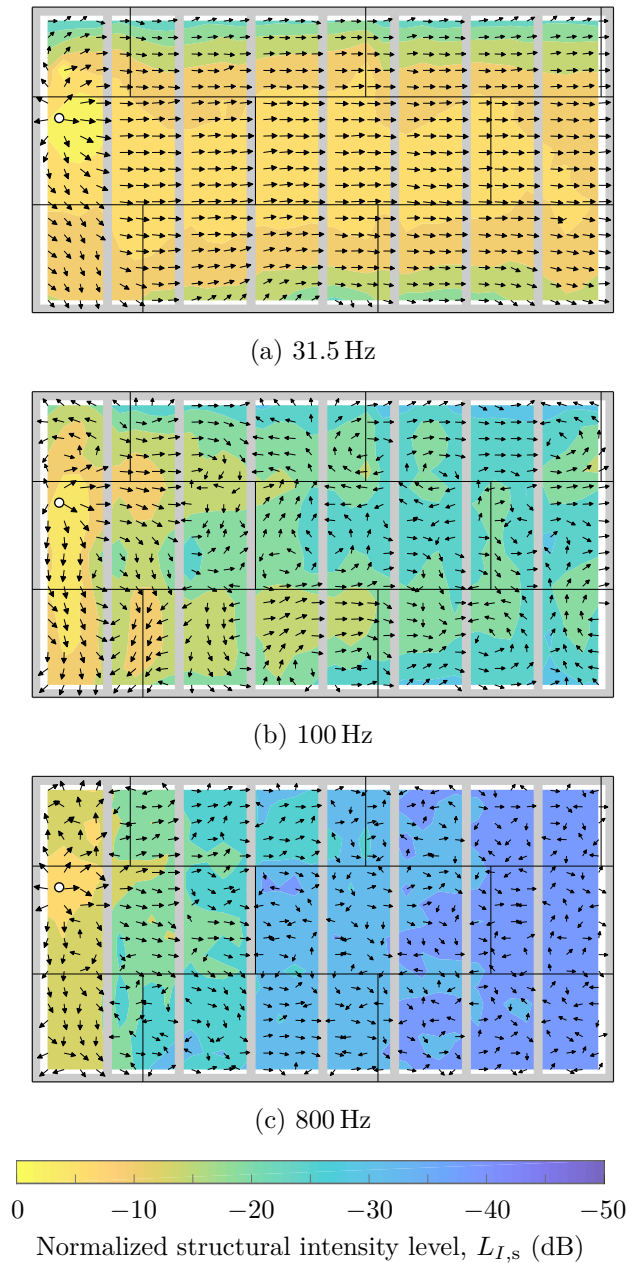 (a) 31.5 Hz
(b) 100 Hz
(c) 800 Hz
0 −10 −20 −30 −40 −50
Normalized structural intensity level, L_{I,s} (dB)